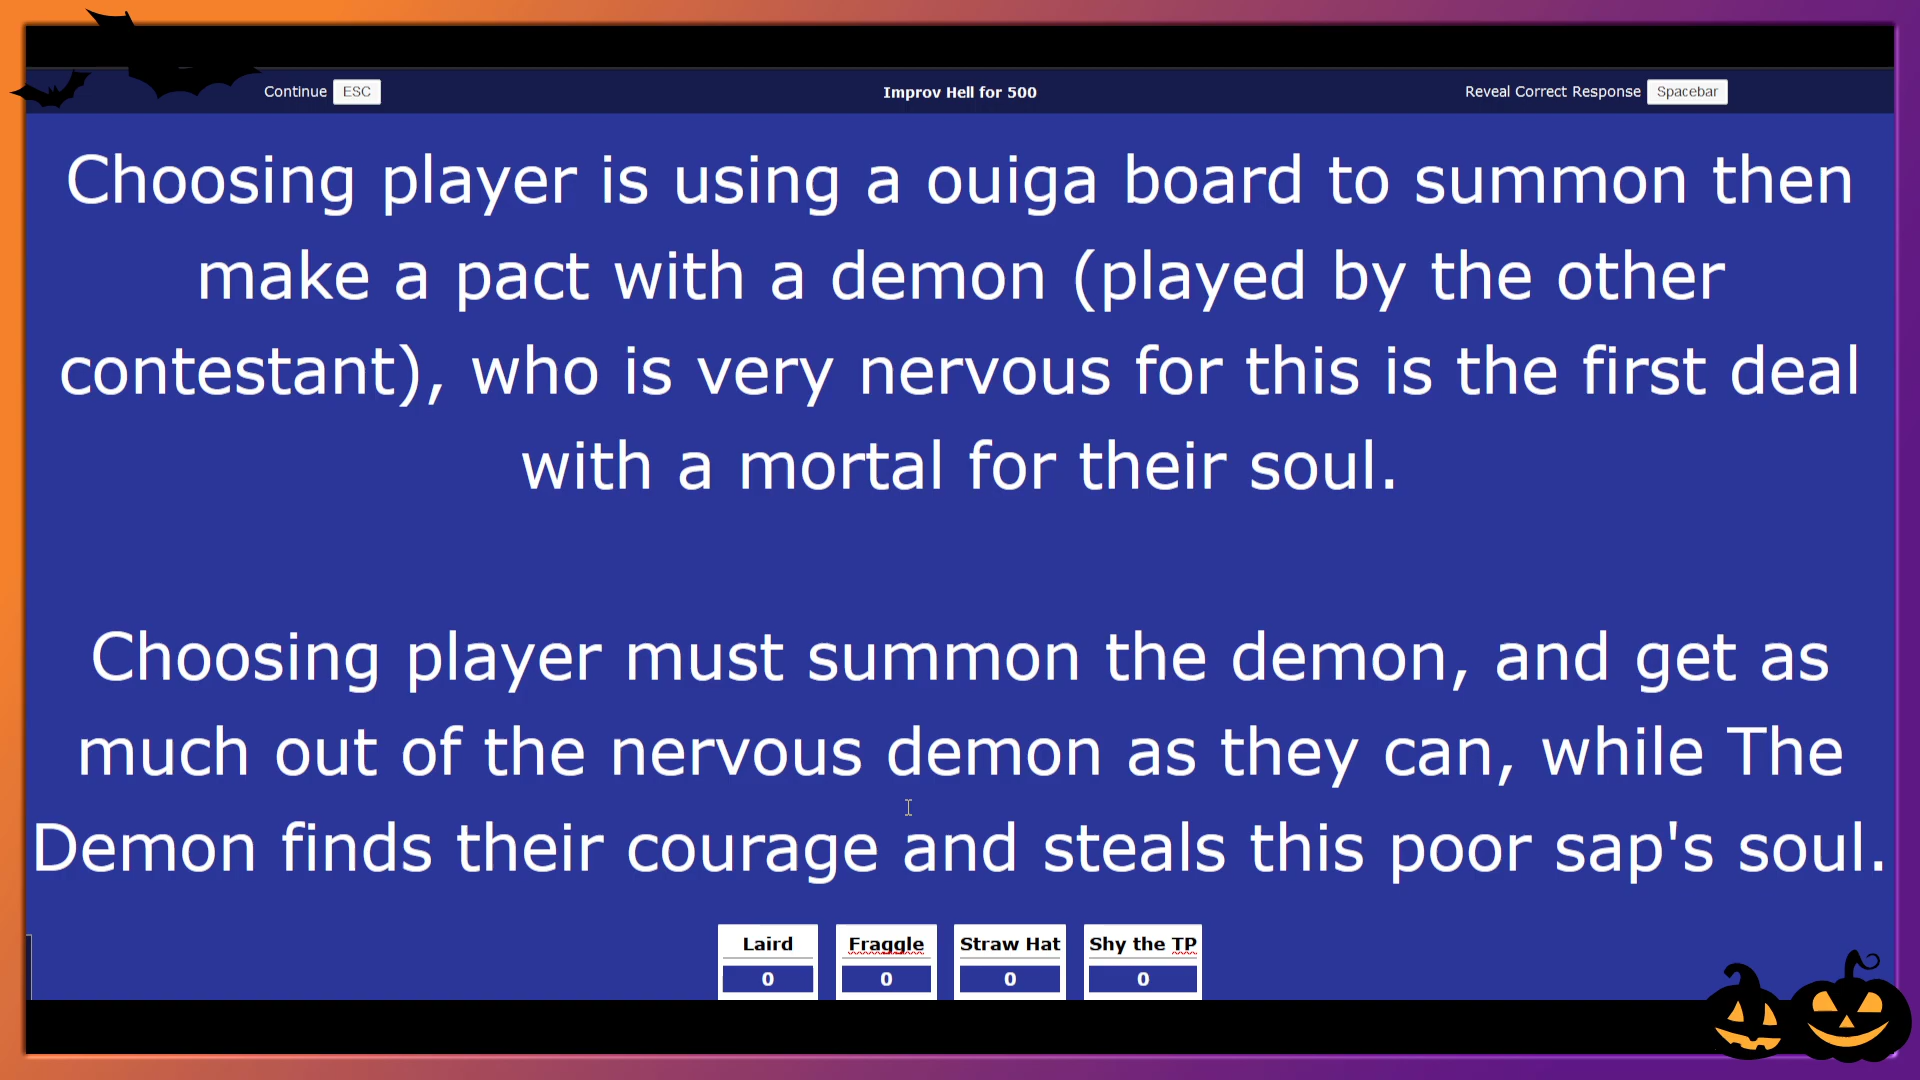 Continue ESC
Improv Hell for 500
Reveal Correct Response Spacebar
Choosing player is using a ouiga board to summon then
make a pact with a demon (played by the other
contestant), who is very nervous for this is the first deal
with a mortal for their soul.
Choosing player must summon the demon, and get as
much out of the nervous demon as they can, while The
Demon finds their courage and steals this poor sap's soul.
Laird Fraggle Straw Hat Shy the TP
0 0 0 0